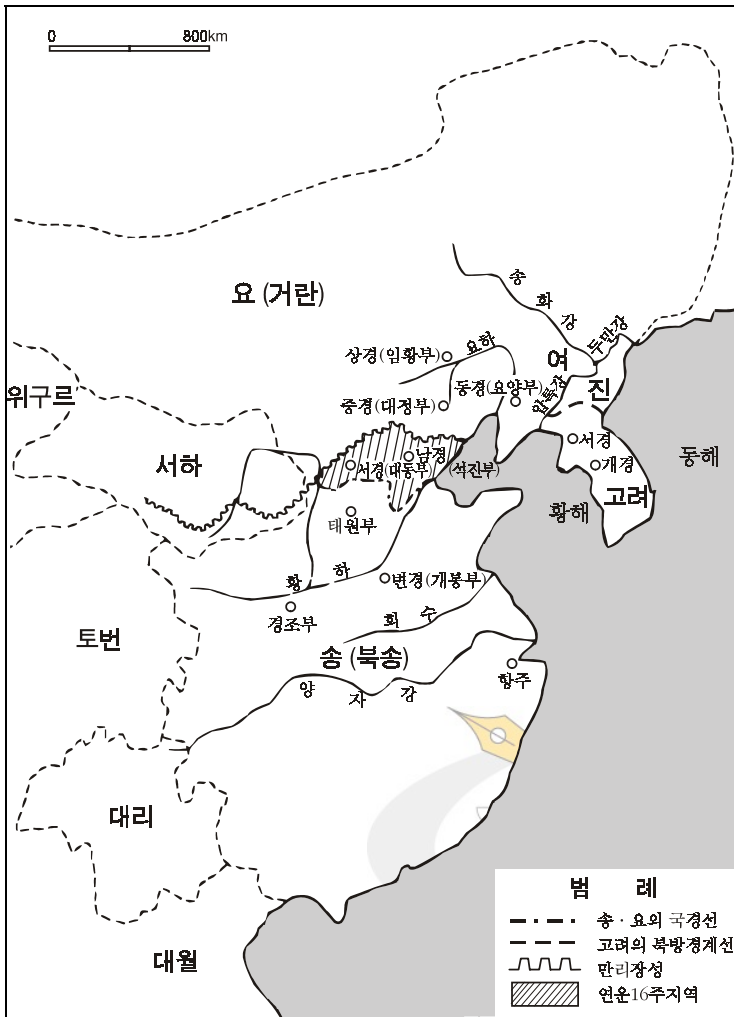 0 800km
송화강
요 (거란)
두만강
여진
상경(임황부)
요하
압록강
동경(요양부)
위구르
중경(대정부)
서하
남경
(석진부)
서경(대동부)
서경
개경
동해
고려
황해
태원부
황하
변경(개봉부)
경조부
회수
토번
송 (북송)
항주
양자강
대리
대월
범 례
송·요의 국경선
고려의 북방경계선
만리장성
연운16주지역